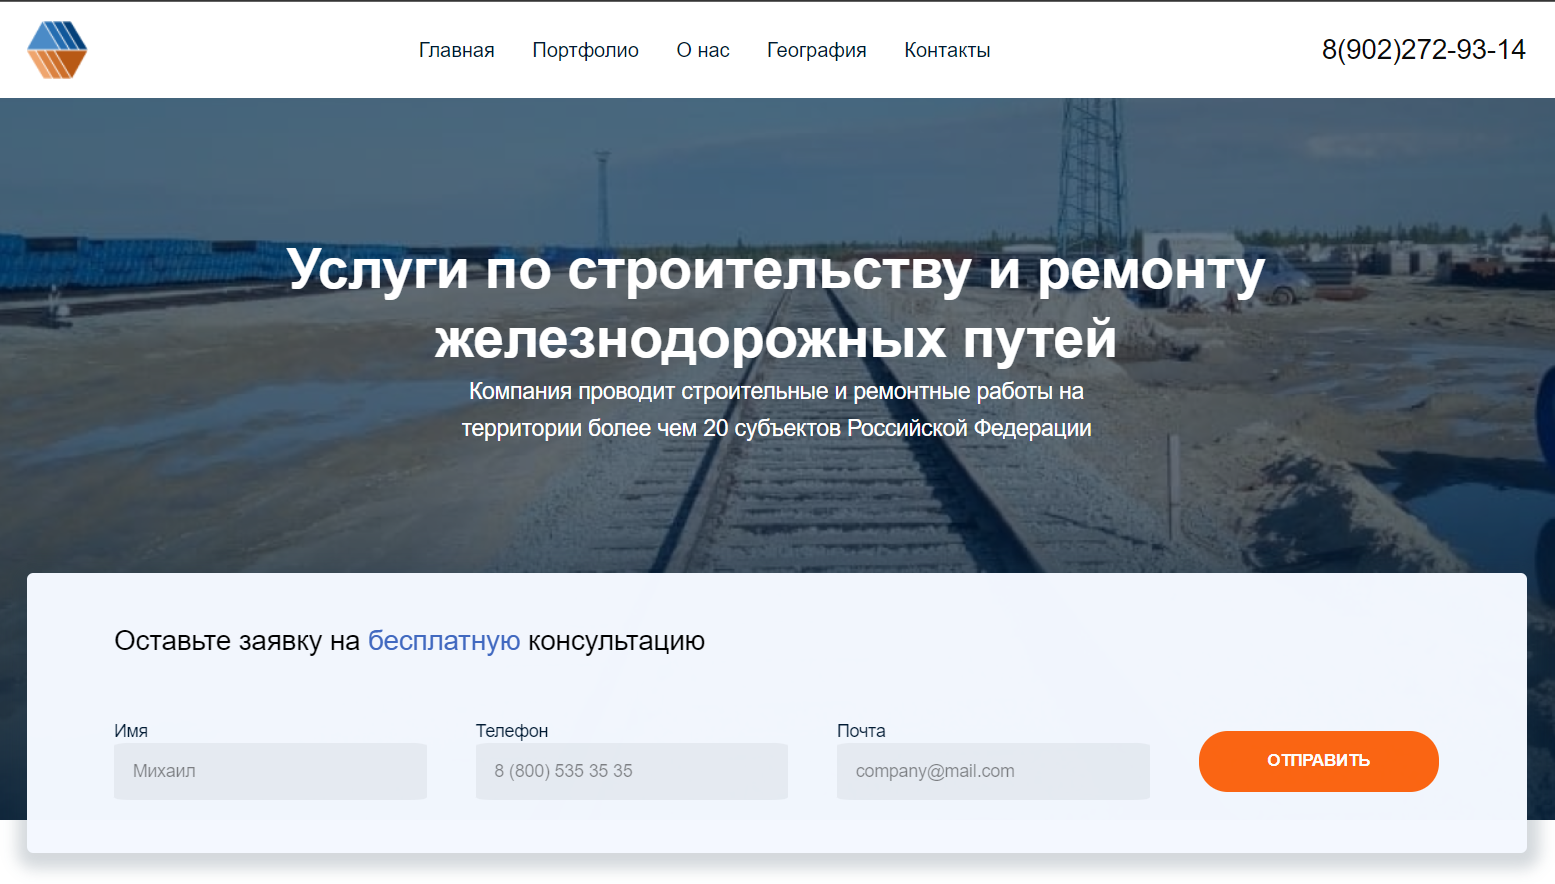 Главная Портфолио О нас География Контакты 8(902)272-93-14
Услуги по строительству и ремонту
железнодорожных путей
Компания проводит строительные и ремонтные работы на
территории более чем 20 субъектов Российской Федерации
Оставьте заявку на бесплатную консультацию
Имя Телефон Почта
Михаил 8 (800) 535 35 35 company@mail.com ОТПРАВИТЬ